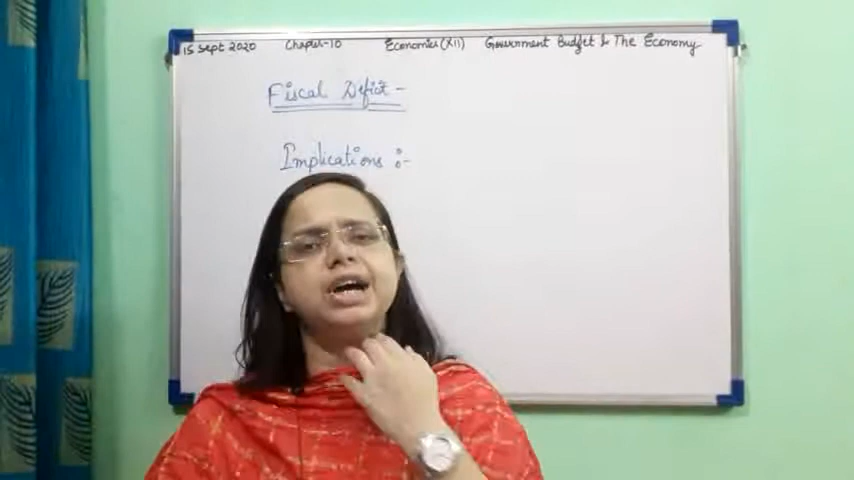 15 Sept 2020 Chapter-10 Economics (XII) Government Budget & The Economy
Fiscal Deficit -
Implications :-